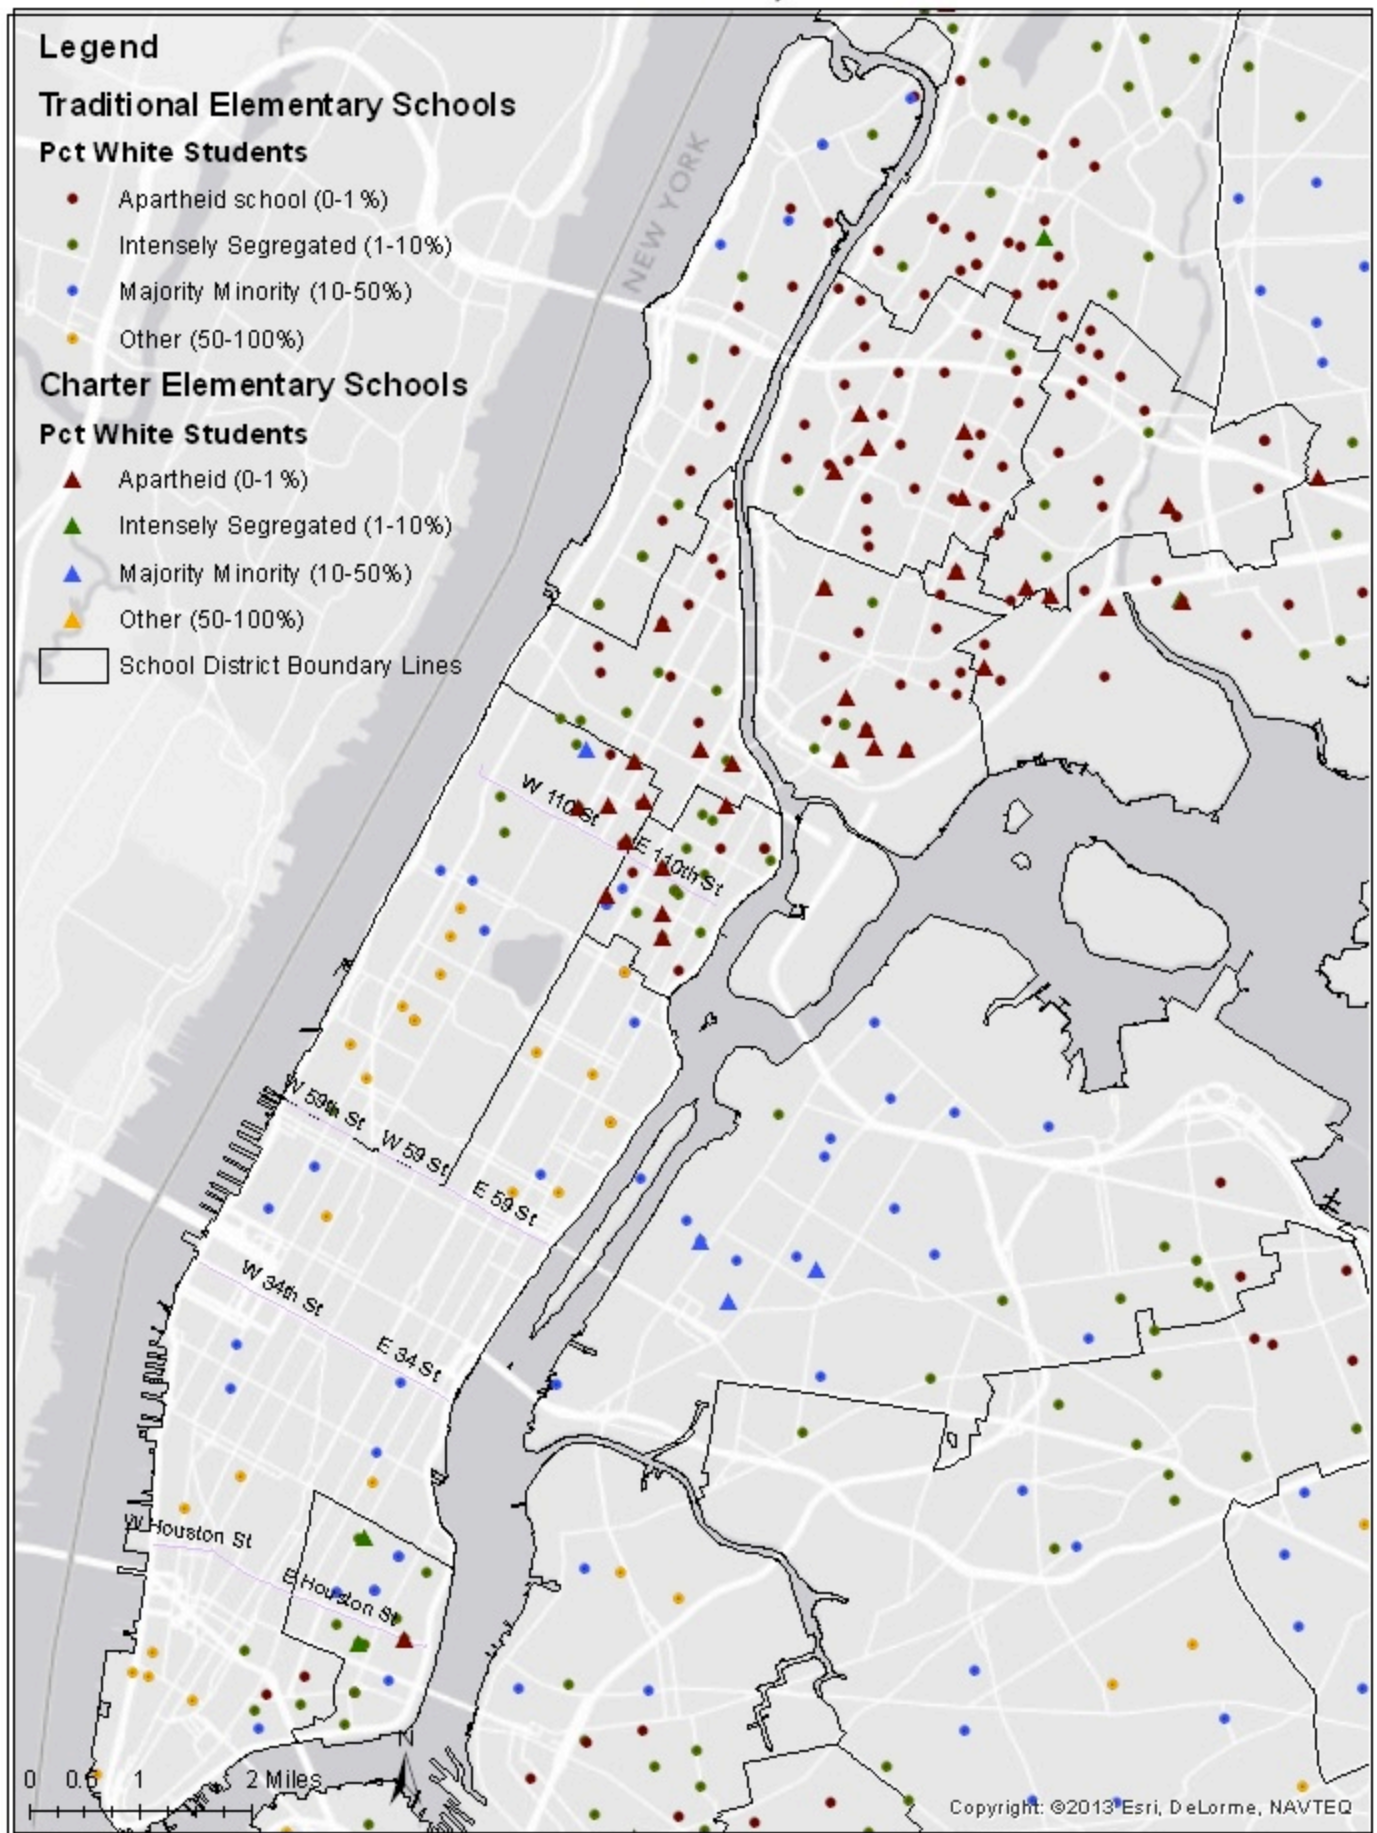 Legend
Traditional Elementary Schools
Pct White Students
Apartheid school (0-1%)
Intensely Segregated (1-10%)
Majority Minority (10-50%)
Other (50-100%)
Charter Elementary Schools
Pct White Students
Apartheid (0-1%)
Intensely Segregated (1-10%)
Majority Minority (10-50%)
Other (50-100%)
School District Boundary Lines
NEW YORK
W 110 St
E 110th St
W 59th St
W 59 St
E 59 St
W 34th St
E 34 St
W Houston St
E Houston St
N
0 0.5 1 2 Miles
Copyright: ©2013 Esri, DeLorme, NAVTEQ